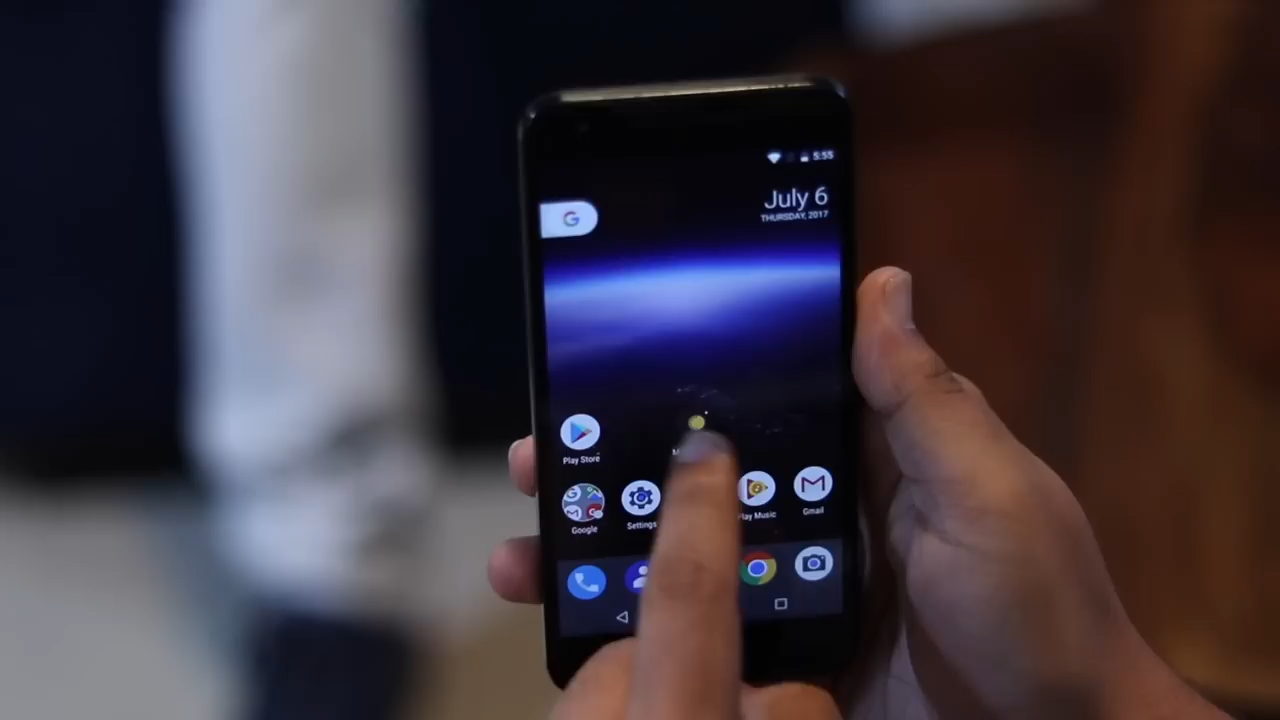 5:55
G
July 6
THURSDAY, 2017
Play Store
M
Google
Settings
Play Music
Gmail